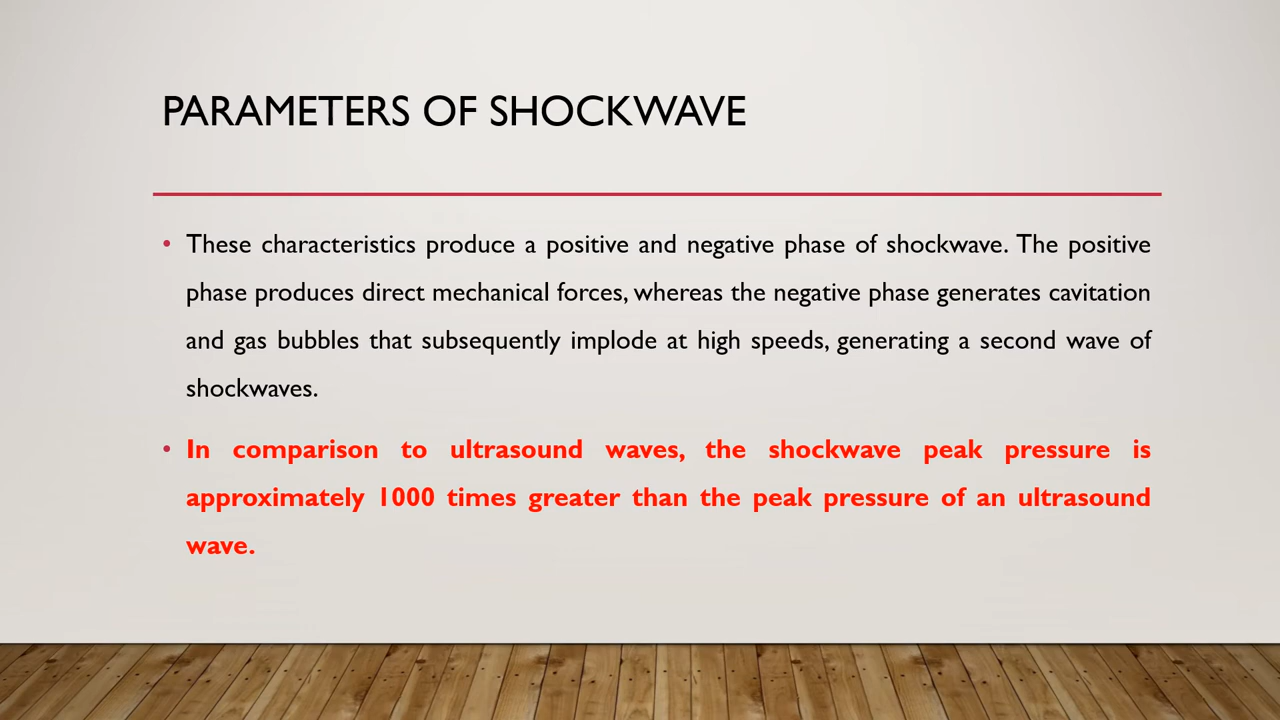 PARAMETERS OF SHOCKWAVE
• These characteristics produce a positive and negative phase of shockwave. The positive
phase produces direct mechanical forces, whereas the negative phase generates cavitation
and gas bubbles that subsequently implode at high speeds, generating a second wave of
shockwaves.
• In comparison to ultrasound waves, the shockwave peak pressure is
approximately 1000 times greater than the peak pressure of an ultrasound
wave.